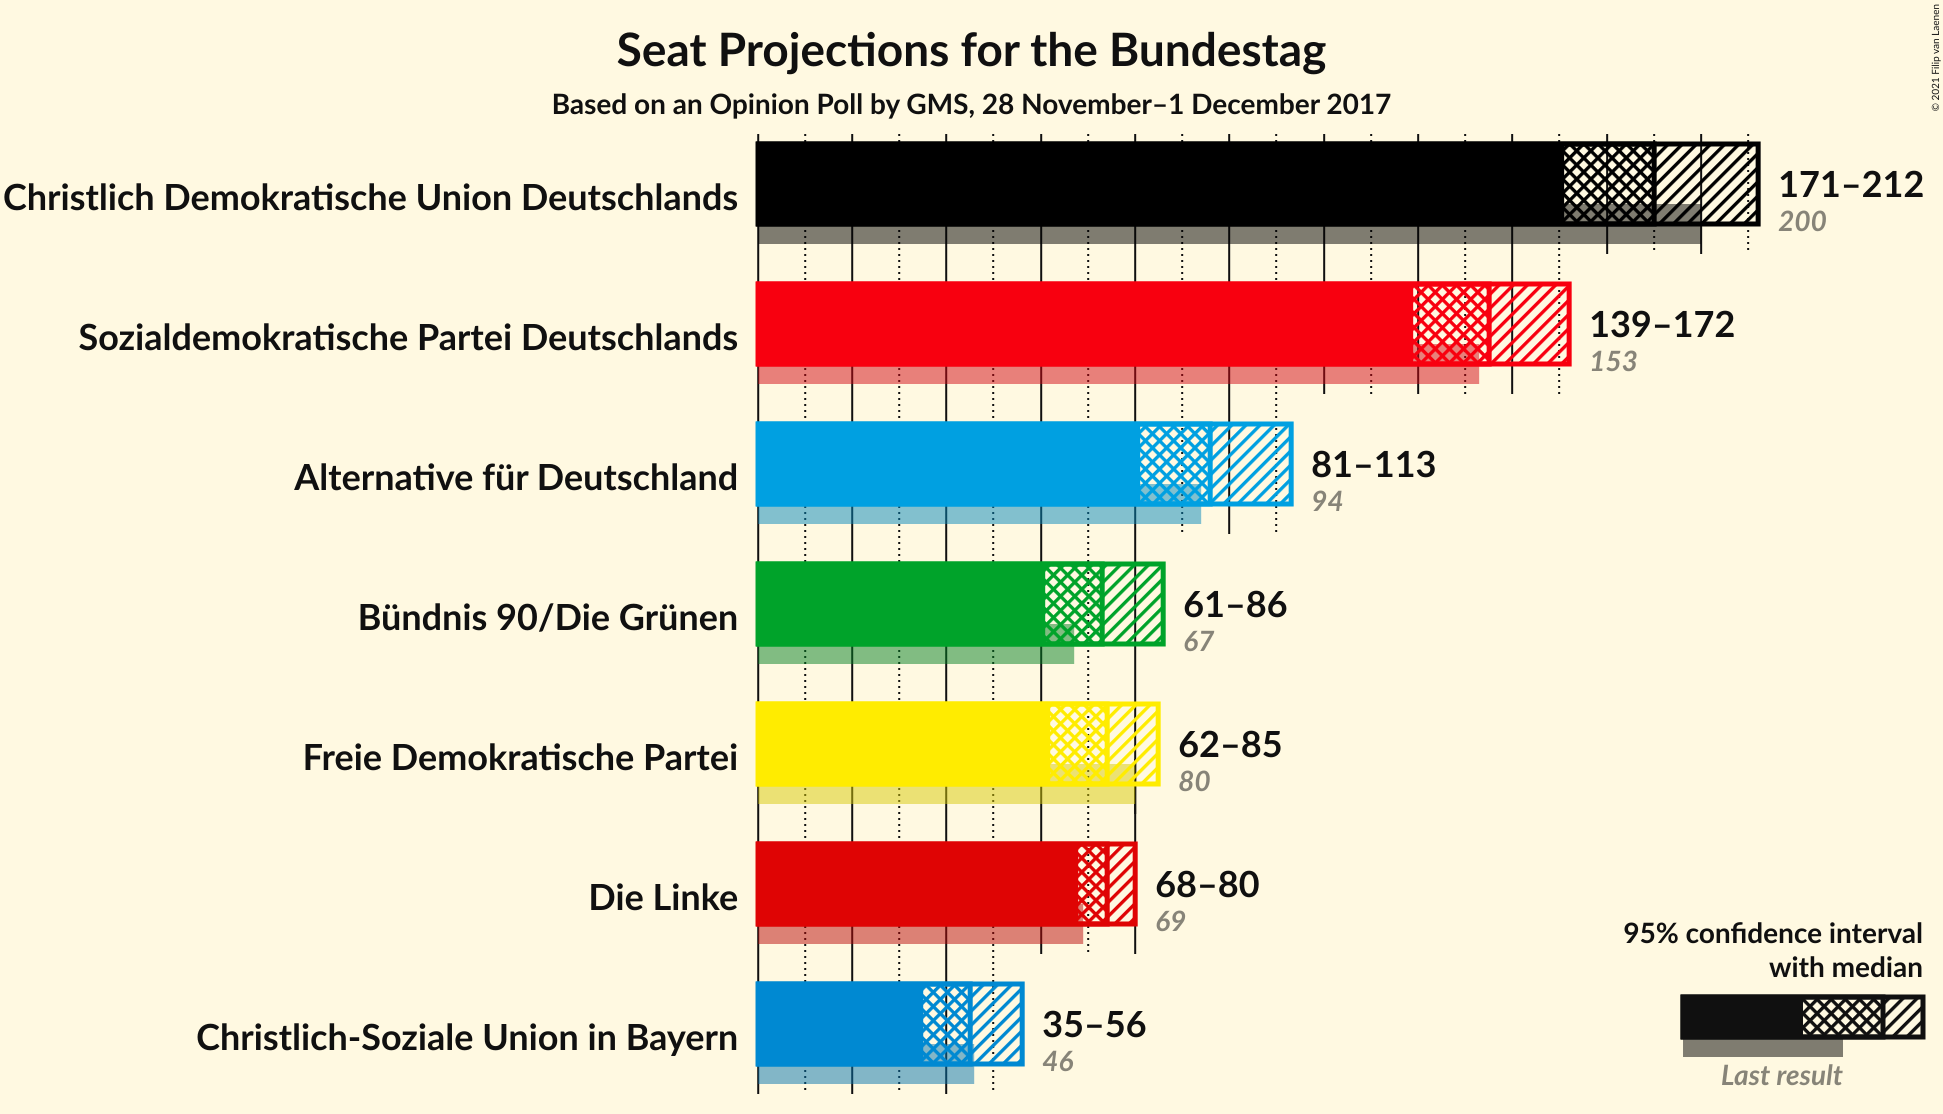 Seat Projections for the Bundestag
Based on an Opinion Poll by GMS, 28 November–1 December 2017
© 2021 Filip van Laenen
Christlich Demokratische Union Deutschlands
171–212
200
Sozialdemokratische Partei Deutschlands
139–172
153
Alternative für Deutschland
81–113
94
Bündnis 90/Die Grünen
61–86
67
Freie Demokratische Partei
62–85
80
Die Linke
68–80
69
Christlich-Soziale Union in Bayern
35–56
46
95% confidence interval
with median
Last result